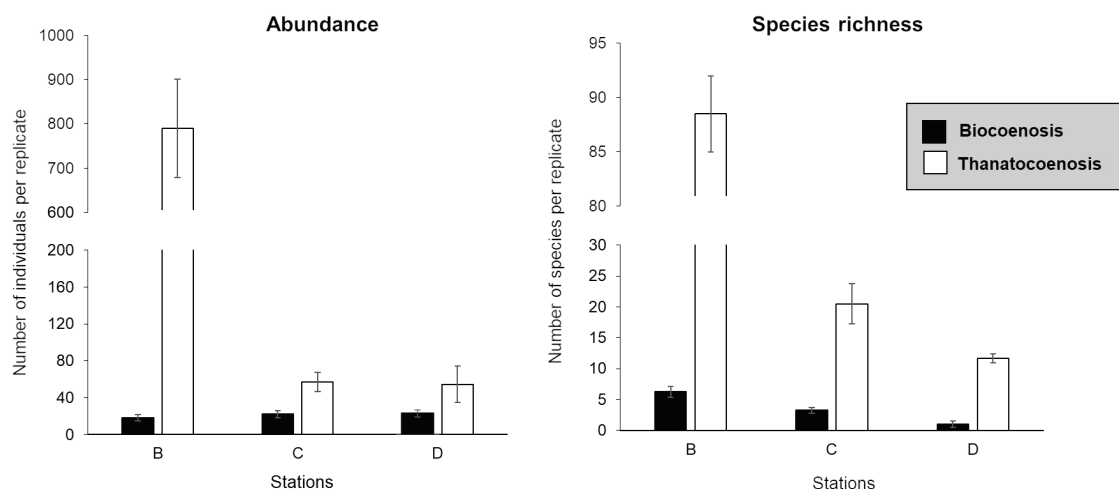 Abundance
Number of individuals per replicate
1000
900
800
700
600
200
160
120
80
40
0
B C D
Stations
Species richness
Number of species per replicate
95
90
85
80
30
25
20
15
10
5
0
B C D
Stations
Biocoenosis
Thanatocoenosis